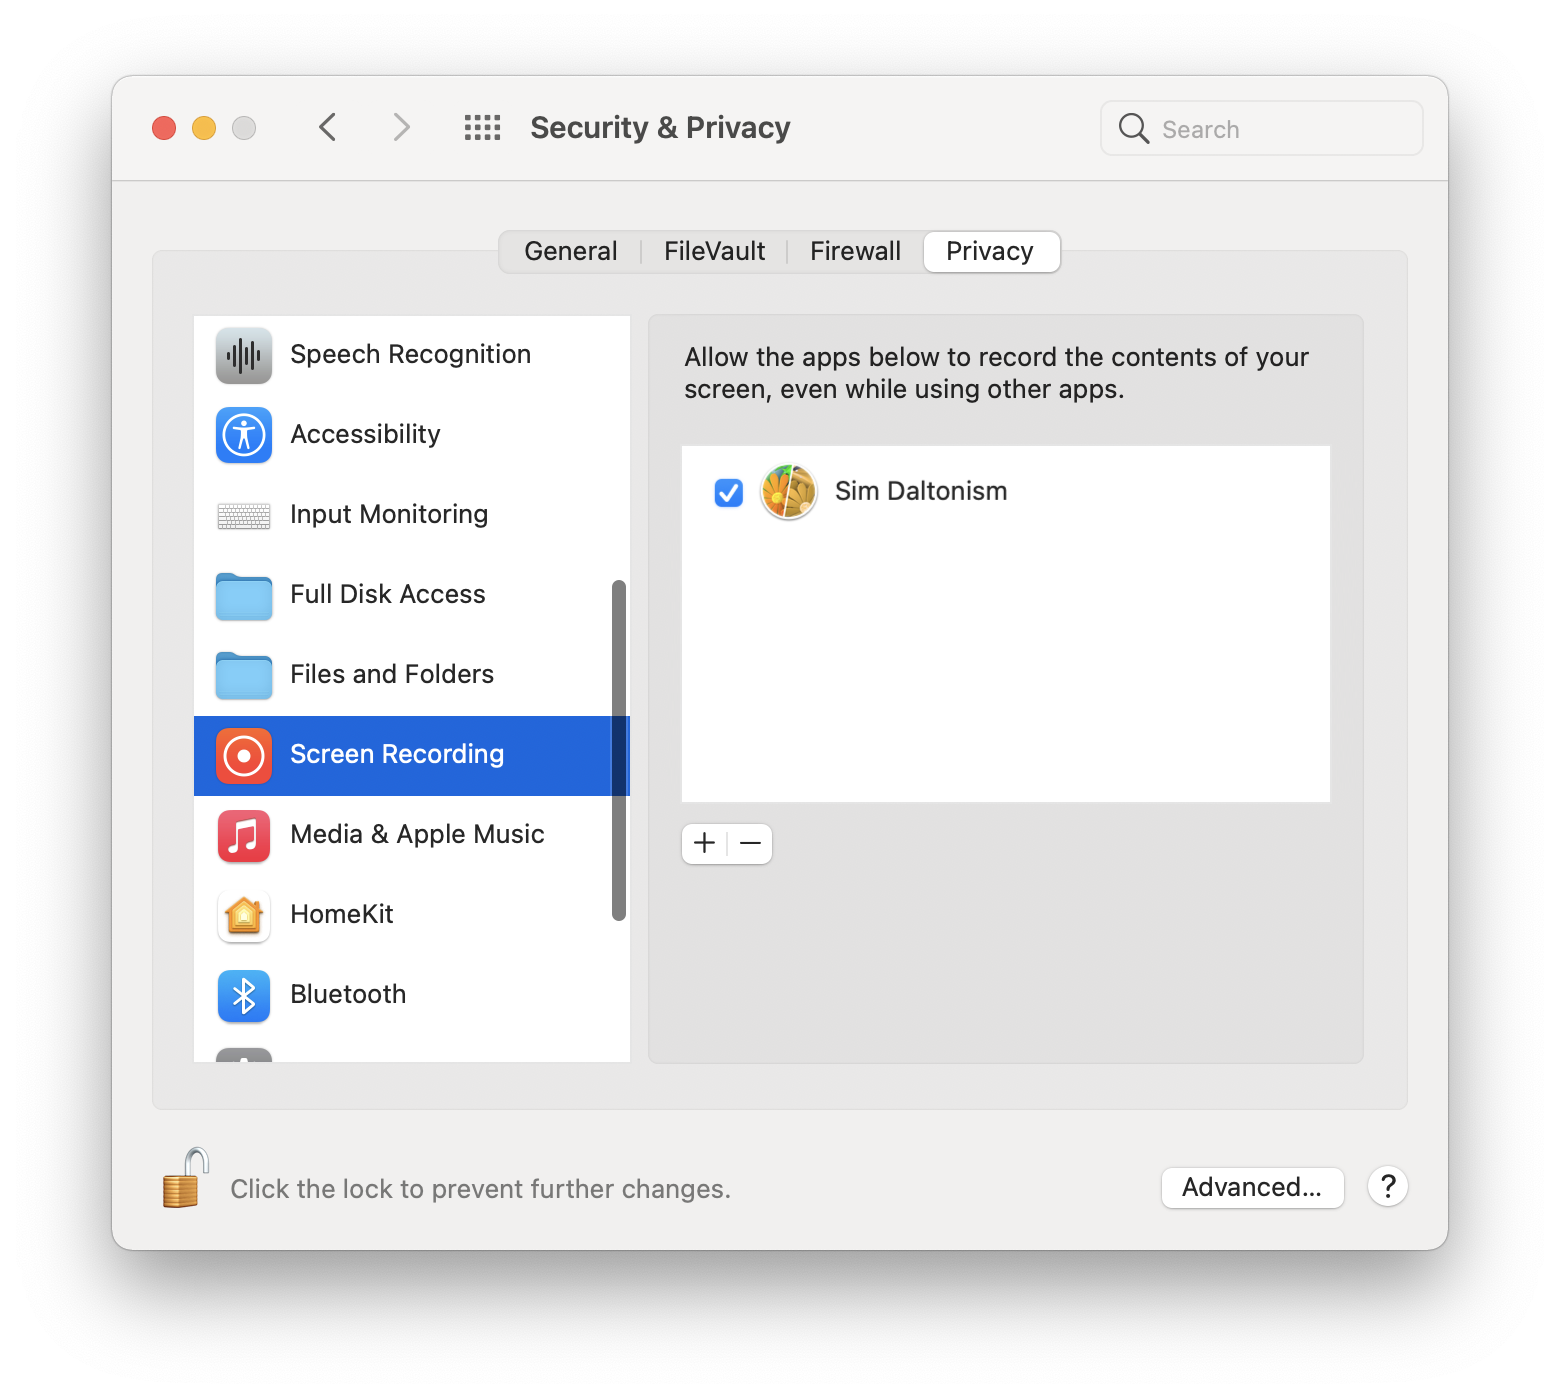 Security & Privacy
Search
General
FileVault
Firewall
Privacy
Speech Recognition
Accessibility
Input Monitoring
Full Disk Access
Files and Folders
Screen Recording
Media & Apple Music
HomeKit
Bluetooth
Allow the apps below to record the contents of your
screen, even while using other apps.
Sim Daltonism
Click the lock to prevent further changes.
Advanced...
?